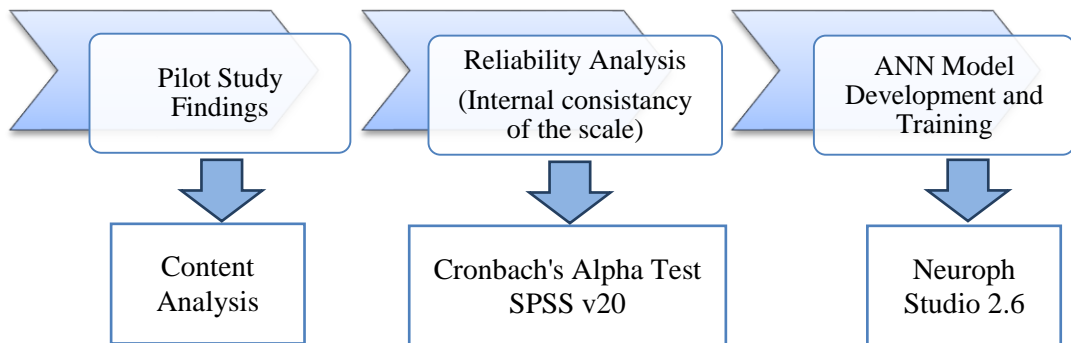 Pilot Study
Findings
Reliability Analysis
(Internal consistancy
of the scale)
ANN Model
Development and
Training
Content
Analysis
Cronbach's Alpha Test
SPSS v20
Neuroph
Studio 2.6